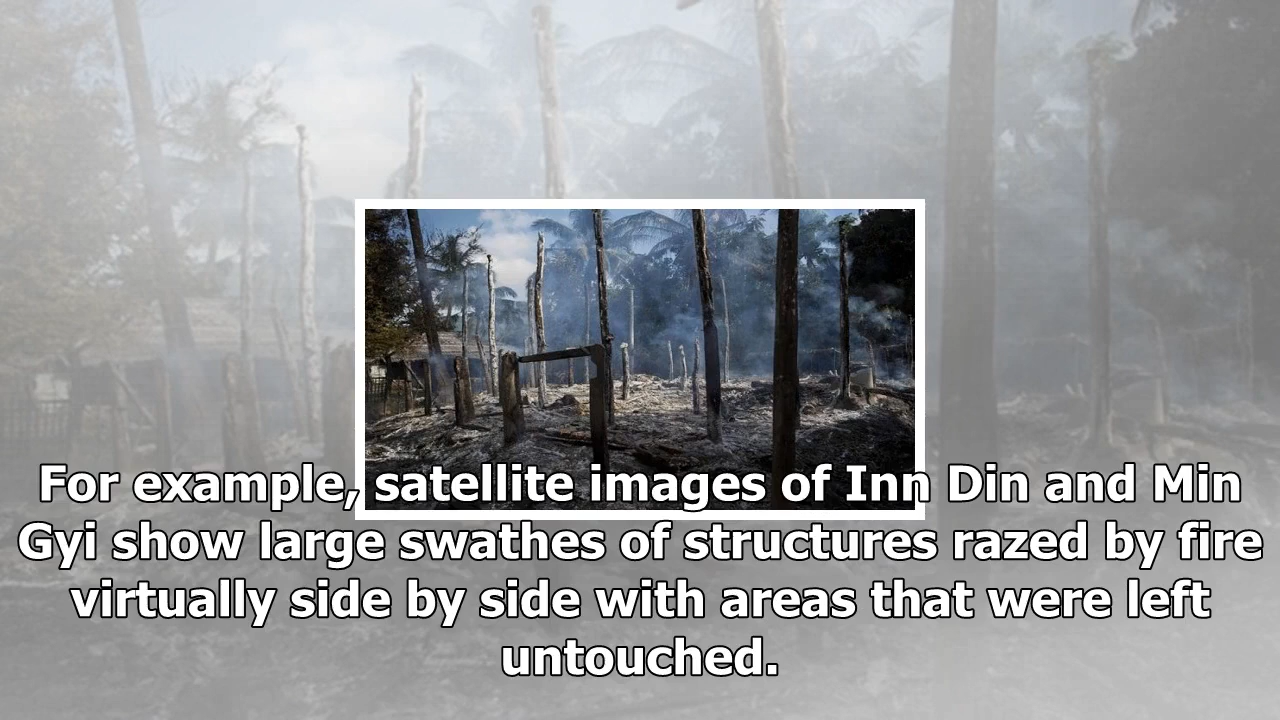 For example, satellite images of Inn Din and Min
Gyi show large swathes of structures razed by fire
virtually side by side with areas that were left
untouched.